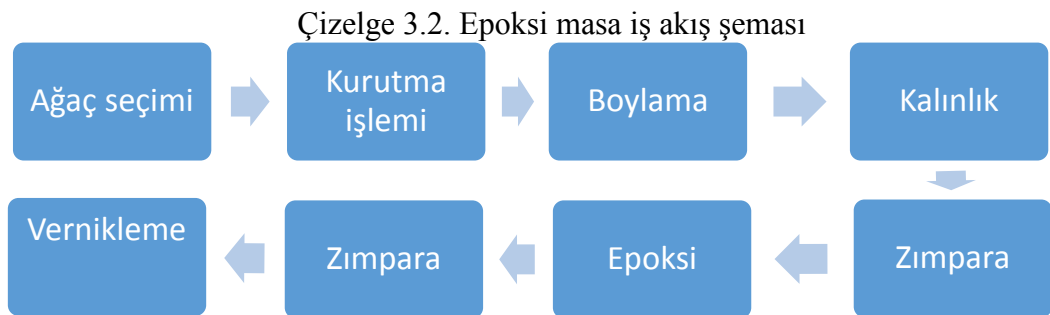 Çizelge 3.2. Epoksi masa iş akış şeması
Ağaç seçimi
Kurutma
işlemi
Boylama
Kalınlık
Zımpara
Epoksi
Zımpara
Vernikleme